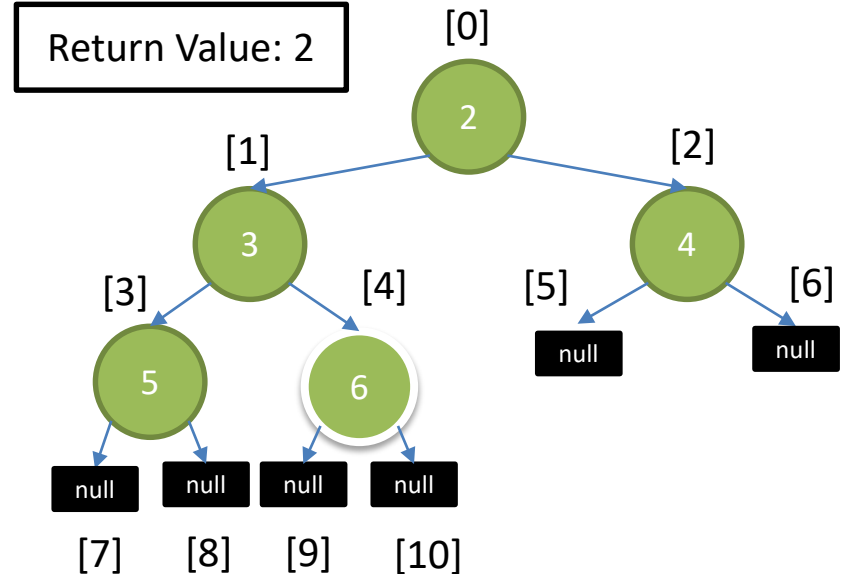 Return Value: 2
[0]
2
[1]
[2]
3
4
[3]
[4]
[5]
[6]
5
6
null
null
null
null
null
null
[7]
[8]
[9]
[10]